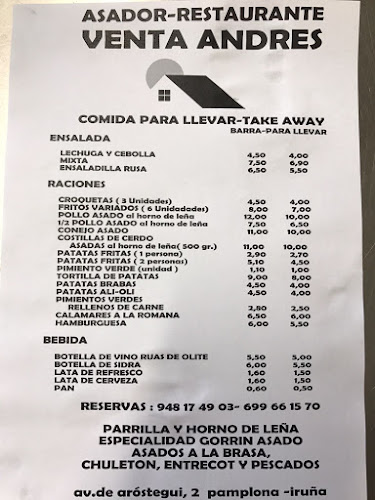 ASADOR-RESTAURANTE
VENTA ANDRES
COMIDA PARA LLEVAR-TAKE AWAY
BARRA-PARA LLEVAR
ENSALADA
LECHUGA Y CEBOLLA 4,50 4,00
MIXTA 7,50 6,90
ENSALADILLA RUSA 6,50 5,50
RACIONES
CROQUETAS ( 3 Unidades) 4,50 4,00
FRITOS VARIADOS ( 6 Unidadades) 8,00 7,00
POLLO ASADO al horno de leña 12,00 10,00
1/2 POLLO ASADO al horno de leña 7,50 6,50
CONEJO ASADO 11,00 10,00
COSTILLAS DE CERDO
ASADAS al horno de leña( 500 gr.) 11,00 10,00
PATATAS FRITAS ( 1 persona) 2,90 2,70
PATATAS FRITAS ( 2 personas) 5,10 4,50
PIMIENTO VERDE (unidad ) 1,10 1,00
TORTILLA DE PATATAS 9,00 8,00
PATATAS BRABAS 4,50 4,00
PATATAS ALI-OLI 4,50 4,00
PIMIENTOS VERDES
RELLENOS DE CARNE 2,80 2,50
CALAMARES A LA ROMANA 6,50 6,00
HAMBURGUESA 6,00 5,50
BEBIDA
BOTELLA DE VINO RUAS DE OLITE 5,50 5,00
BOTELLA DE SIDRA 6,00 5,50
LATA DE REFRESCO 1,60 1,50
LATA DE CERVEZA 1,60 1,50
PAN 0,60 0,50
RESERVAS : 948 17 49 03- 699 66 15 70
PARRILLA Y HORNO DE LEÑA
ESPECIALIDAD GORRIN ASADO
ASADOS A LA BRASA,
CHULETON, ENTRECOT Y PESCADOS
av.de aróstegui, 2 pamplona -iruña